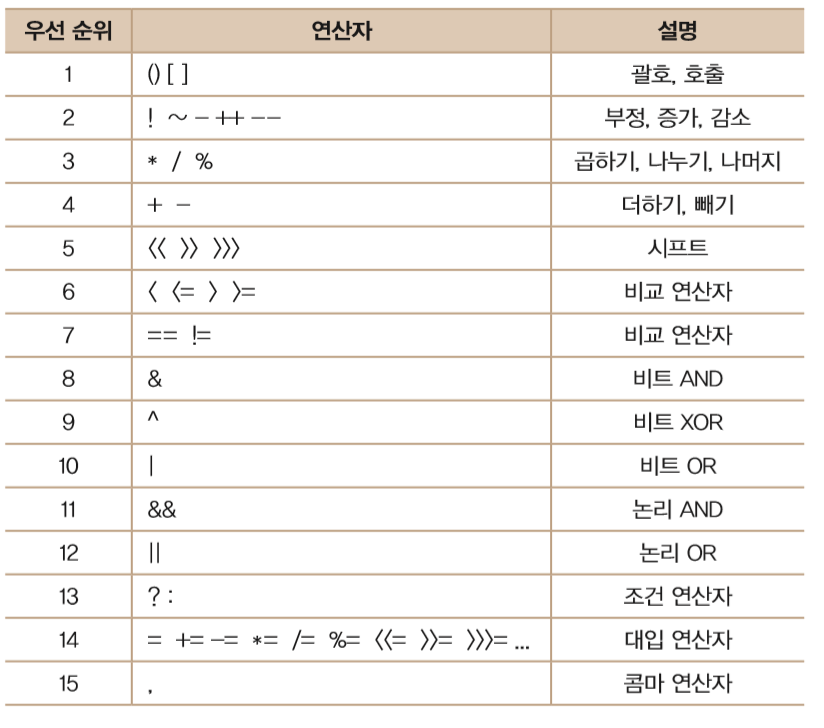 우선 순위 연산자 설명
1 () [ ] 괄호, 호출
2 ! ~ - ++ -- 부정, 증가, 감소
3 * / % 곱하기, 나누기, 나머지
4 + - 더하기, 빼기
5 << >> >>> 시프트
6 < <= > >= 비교 연산자
7 == != 비교 연산자
8 & 비트 AND
9 ^ 비트 XOR
10 | 비트 OR
11 && 논리 AND
12 || 논리 OR
13 ? : 조건 연산자
14 = += -= *= /= %= <<= >>= >>>= ... 대입 연산자
15 , 콤마 연산자